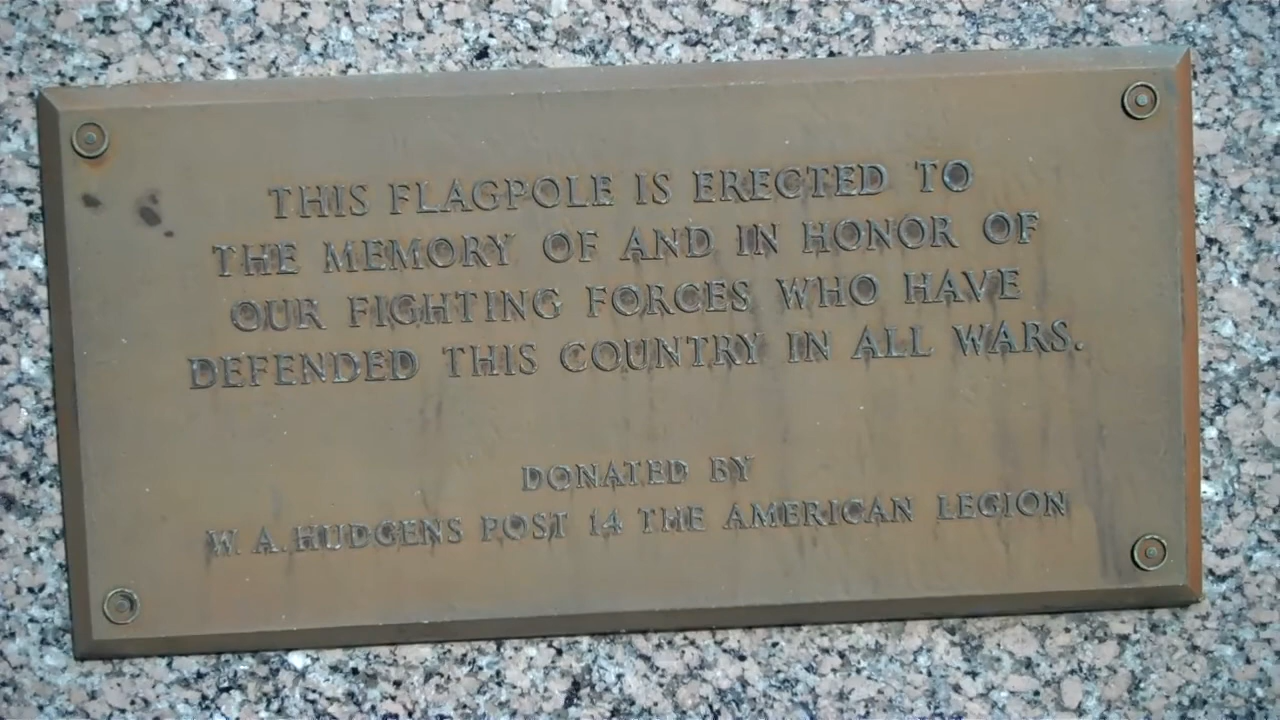 THIS FLAGPOLE IS ERECTED TO
THE MEMORY OF AND IN HONOR OF
OUR FIGHTING FORCES WHO HAVE
DEFENDED THIS COUNTRY IN ALL WARS.
DONATED BY
W. A. HUDGENS POST 14 THE AMERICAN LEGION